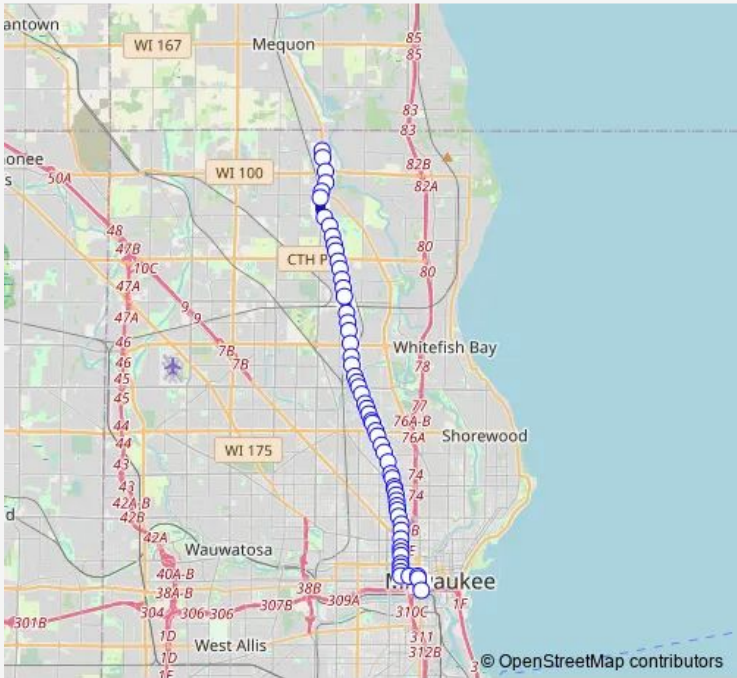 antown
WI 167
Mequon
85
85
83
83
onee
s
50A
WI 100
82B
82A
48
47B
10C
80
80
CTH P
47A
47A
9
9
46
46
45
45
7B
7B
Whitefish Bay
78
44
44
77
76A-B
76A
Shorewood
WI 175
43
43
74
74
42A-B
42B
d
42A
B
E
Wauwatosa
40A-B
38A-B
38B
M
aukee
301B
304
306
306
307B
309A
310C
1F
1D
1D
West Allis
311
312B
3
1E
© OpenStreetMap contributors